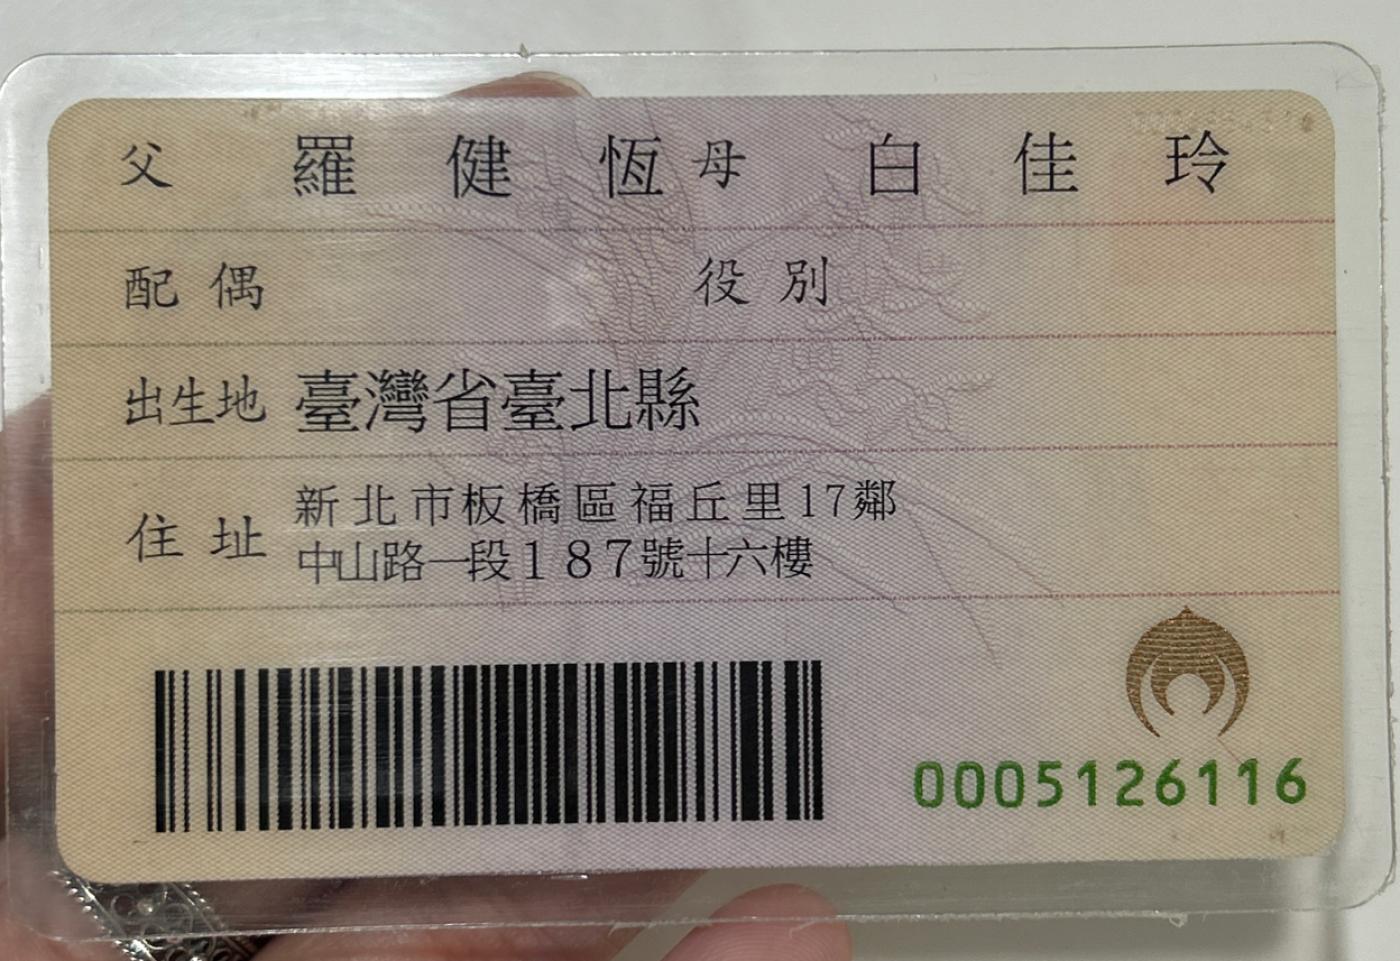 父 羅健恆 母 白佳玲
配偶 役別
出生地 臺灣省臺北縣
住址 新北市板橋區福丘里17鄰
中山路一段187號十六樓
0005126116